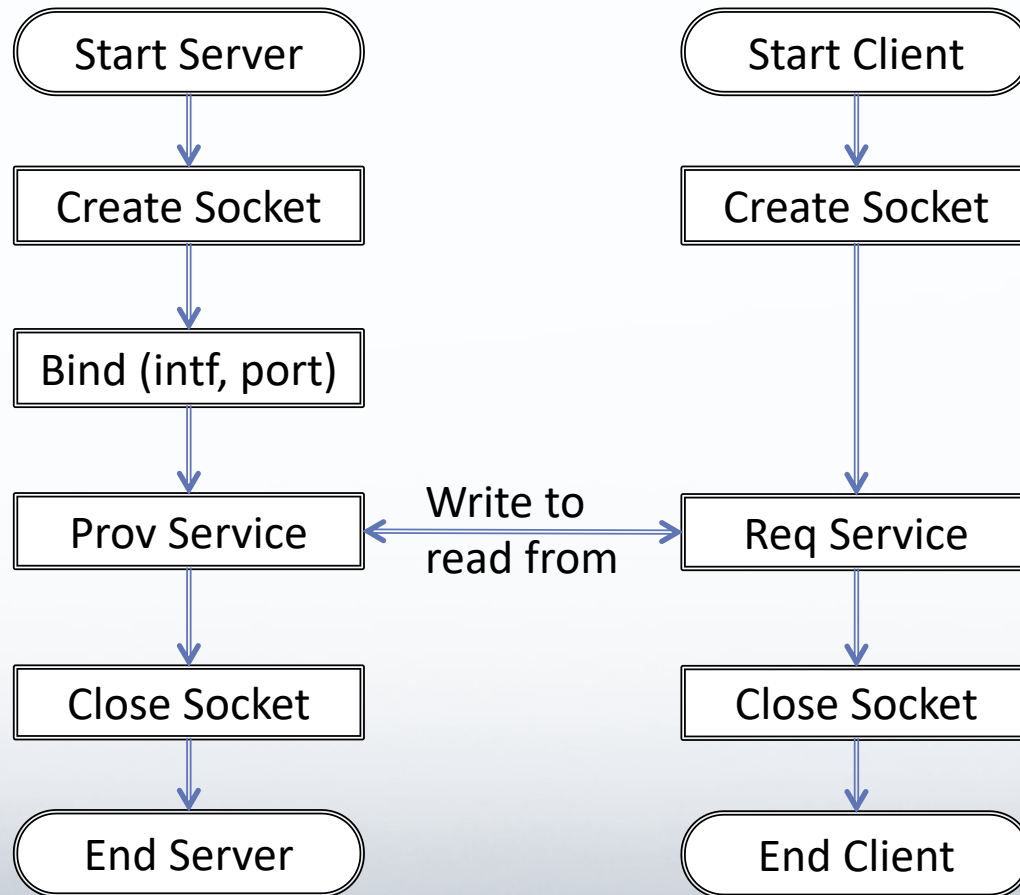 Start Server
Start Client
Create Socket
Create Socket
Bind (intf, port)
Prov Service
Write to
read from
Req Service
Close Socket
Close Socket
End Server
End Client